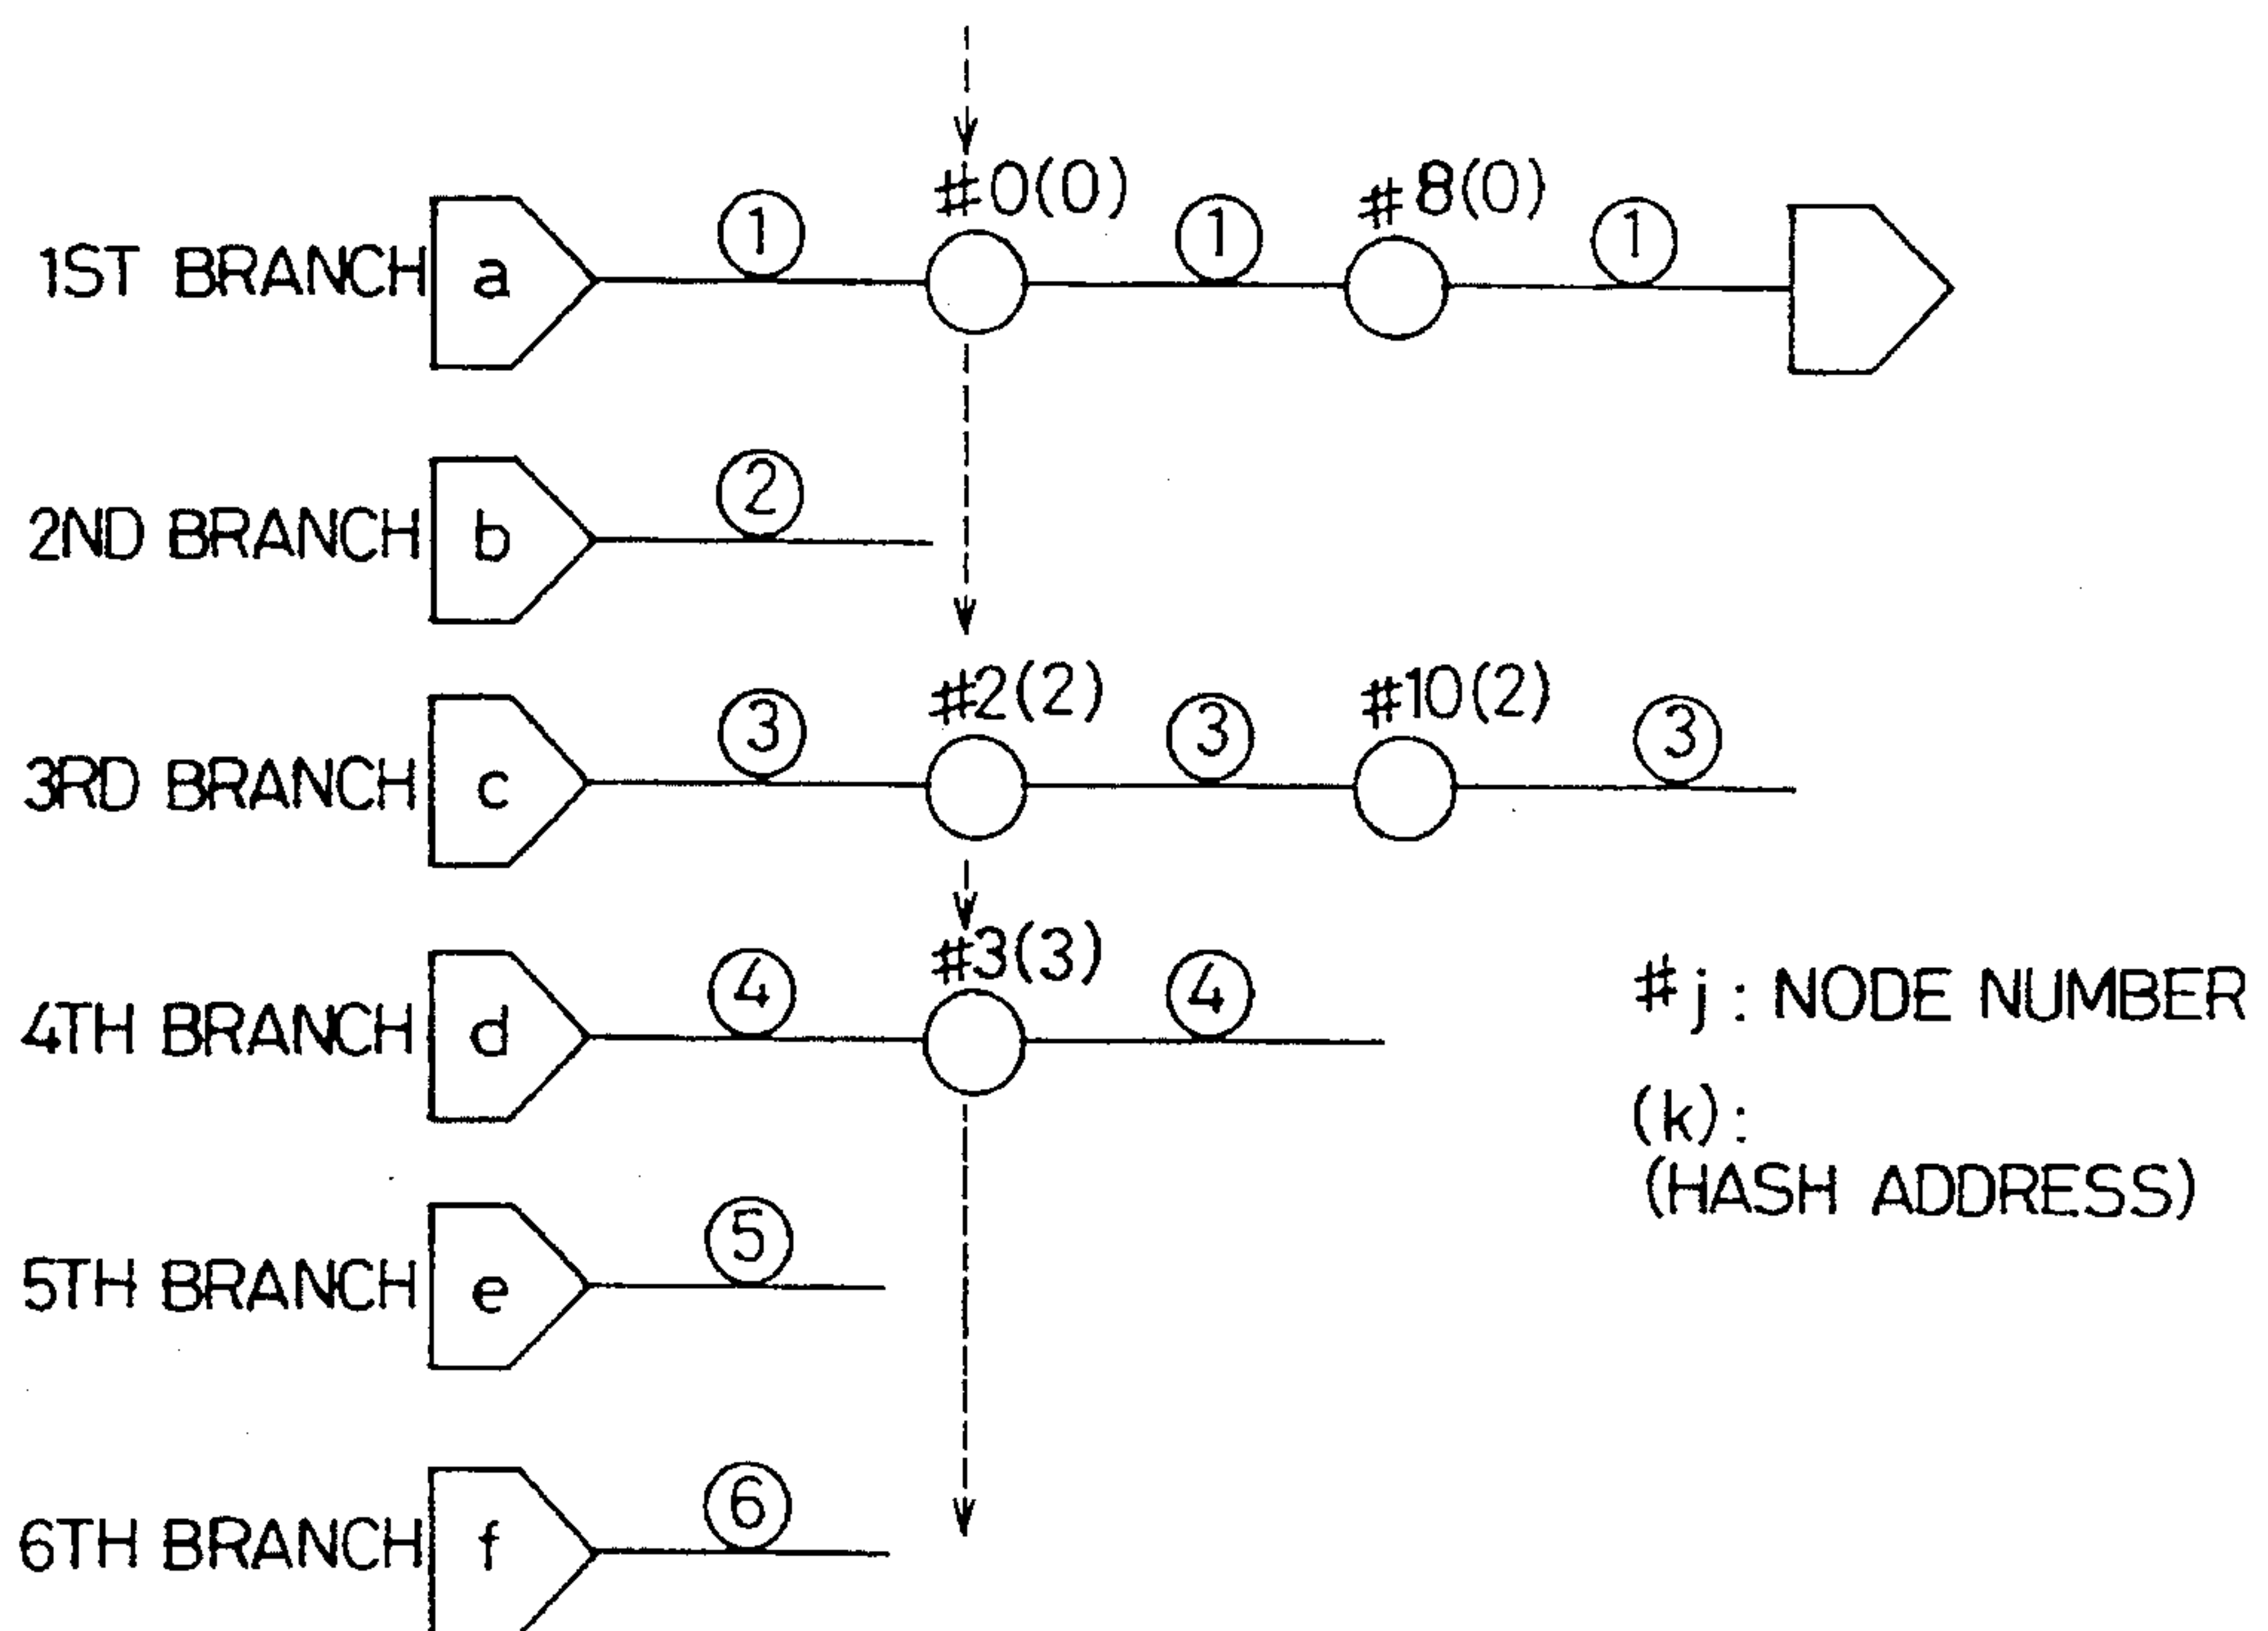 #0(0) #8(0)
① ① ①
1ST BRANCH a
②
2ND BRANCH b
#2(2) #10(2)
③ ③ ③
3RD BRANCH c
#3(3)
④ ④
4TH BRANCH d
#j: NODE NUMBER
(k):
(HASH ADDRESS)
⑤
5TH BRANCH e
⑥
6TH BRANCH f